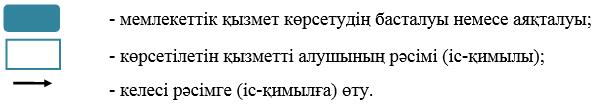 - мемлекеттік қызмет көрсетудің басталуы немесе аяқталуы;
- көрсетілетін қызметті алушының рәсімі (іс-қимылы);
- келесі рәсімге (іс-қимылға) өту.